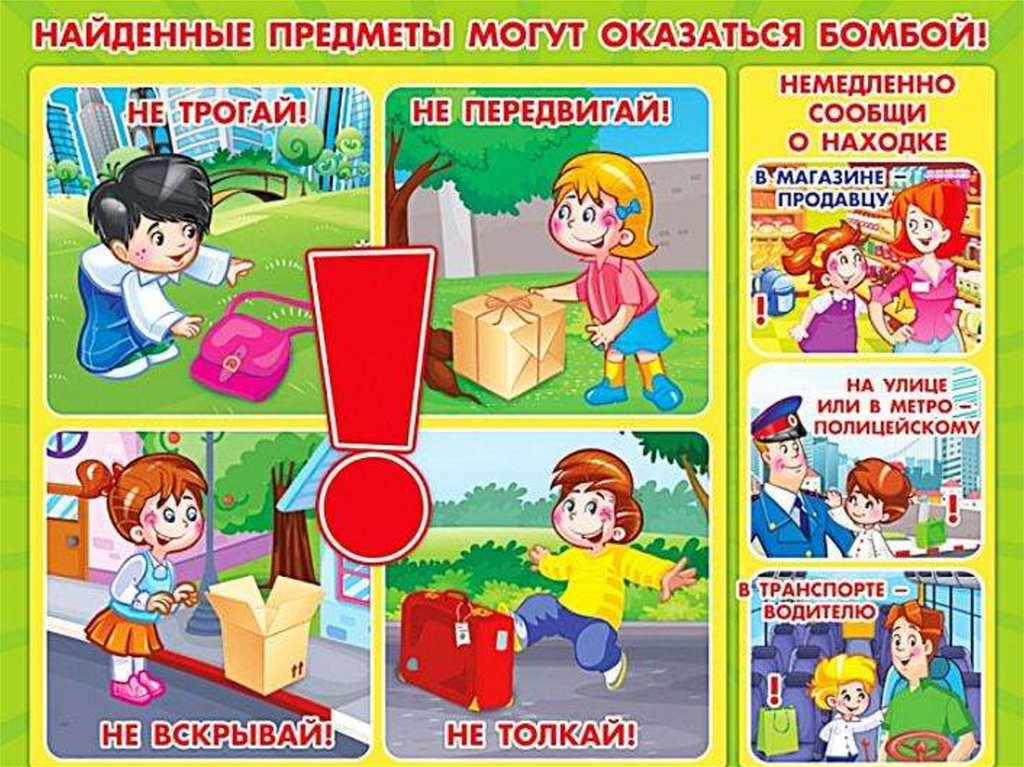 НАЙДЕННЫЕ ПРЕДМЕТЫ МОГУТ ОКАЗАТЬСЯ БОМБОЙ!
НЕ ТРОГАЙ!
НЕ ПЕРЕДВИГАЙ!
НЕ ВСКРЫВАЙ!
НЕ ТОЛКАЙ!
НЕМЕДЛЕННО
СООБЩИ
О НАХОДКЕ
В МАГАЗИНЕ –
ПРОДАВЦУ
НА УЛИЦЕ
ИЛИ В МЕТРО –
ПОЛИЦЕЙСКОМУ
В ТРАНСПОРТЕ –
ВОДИТЕЛЮ